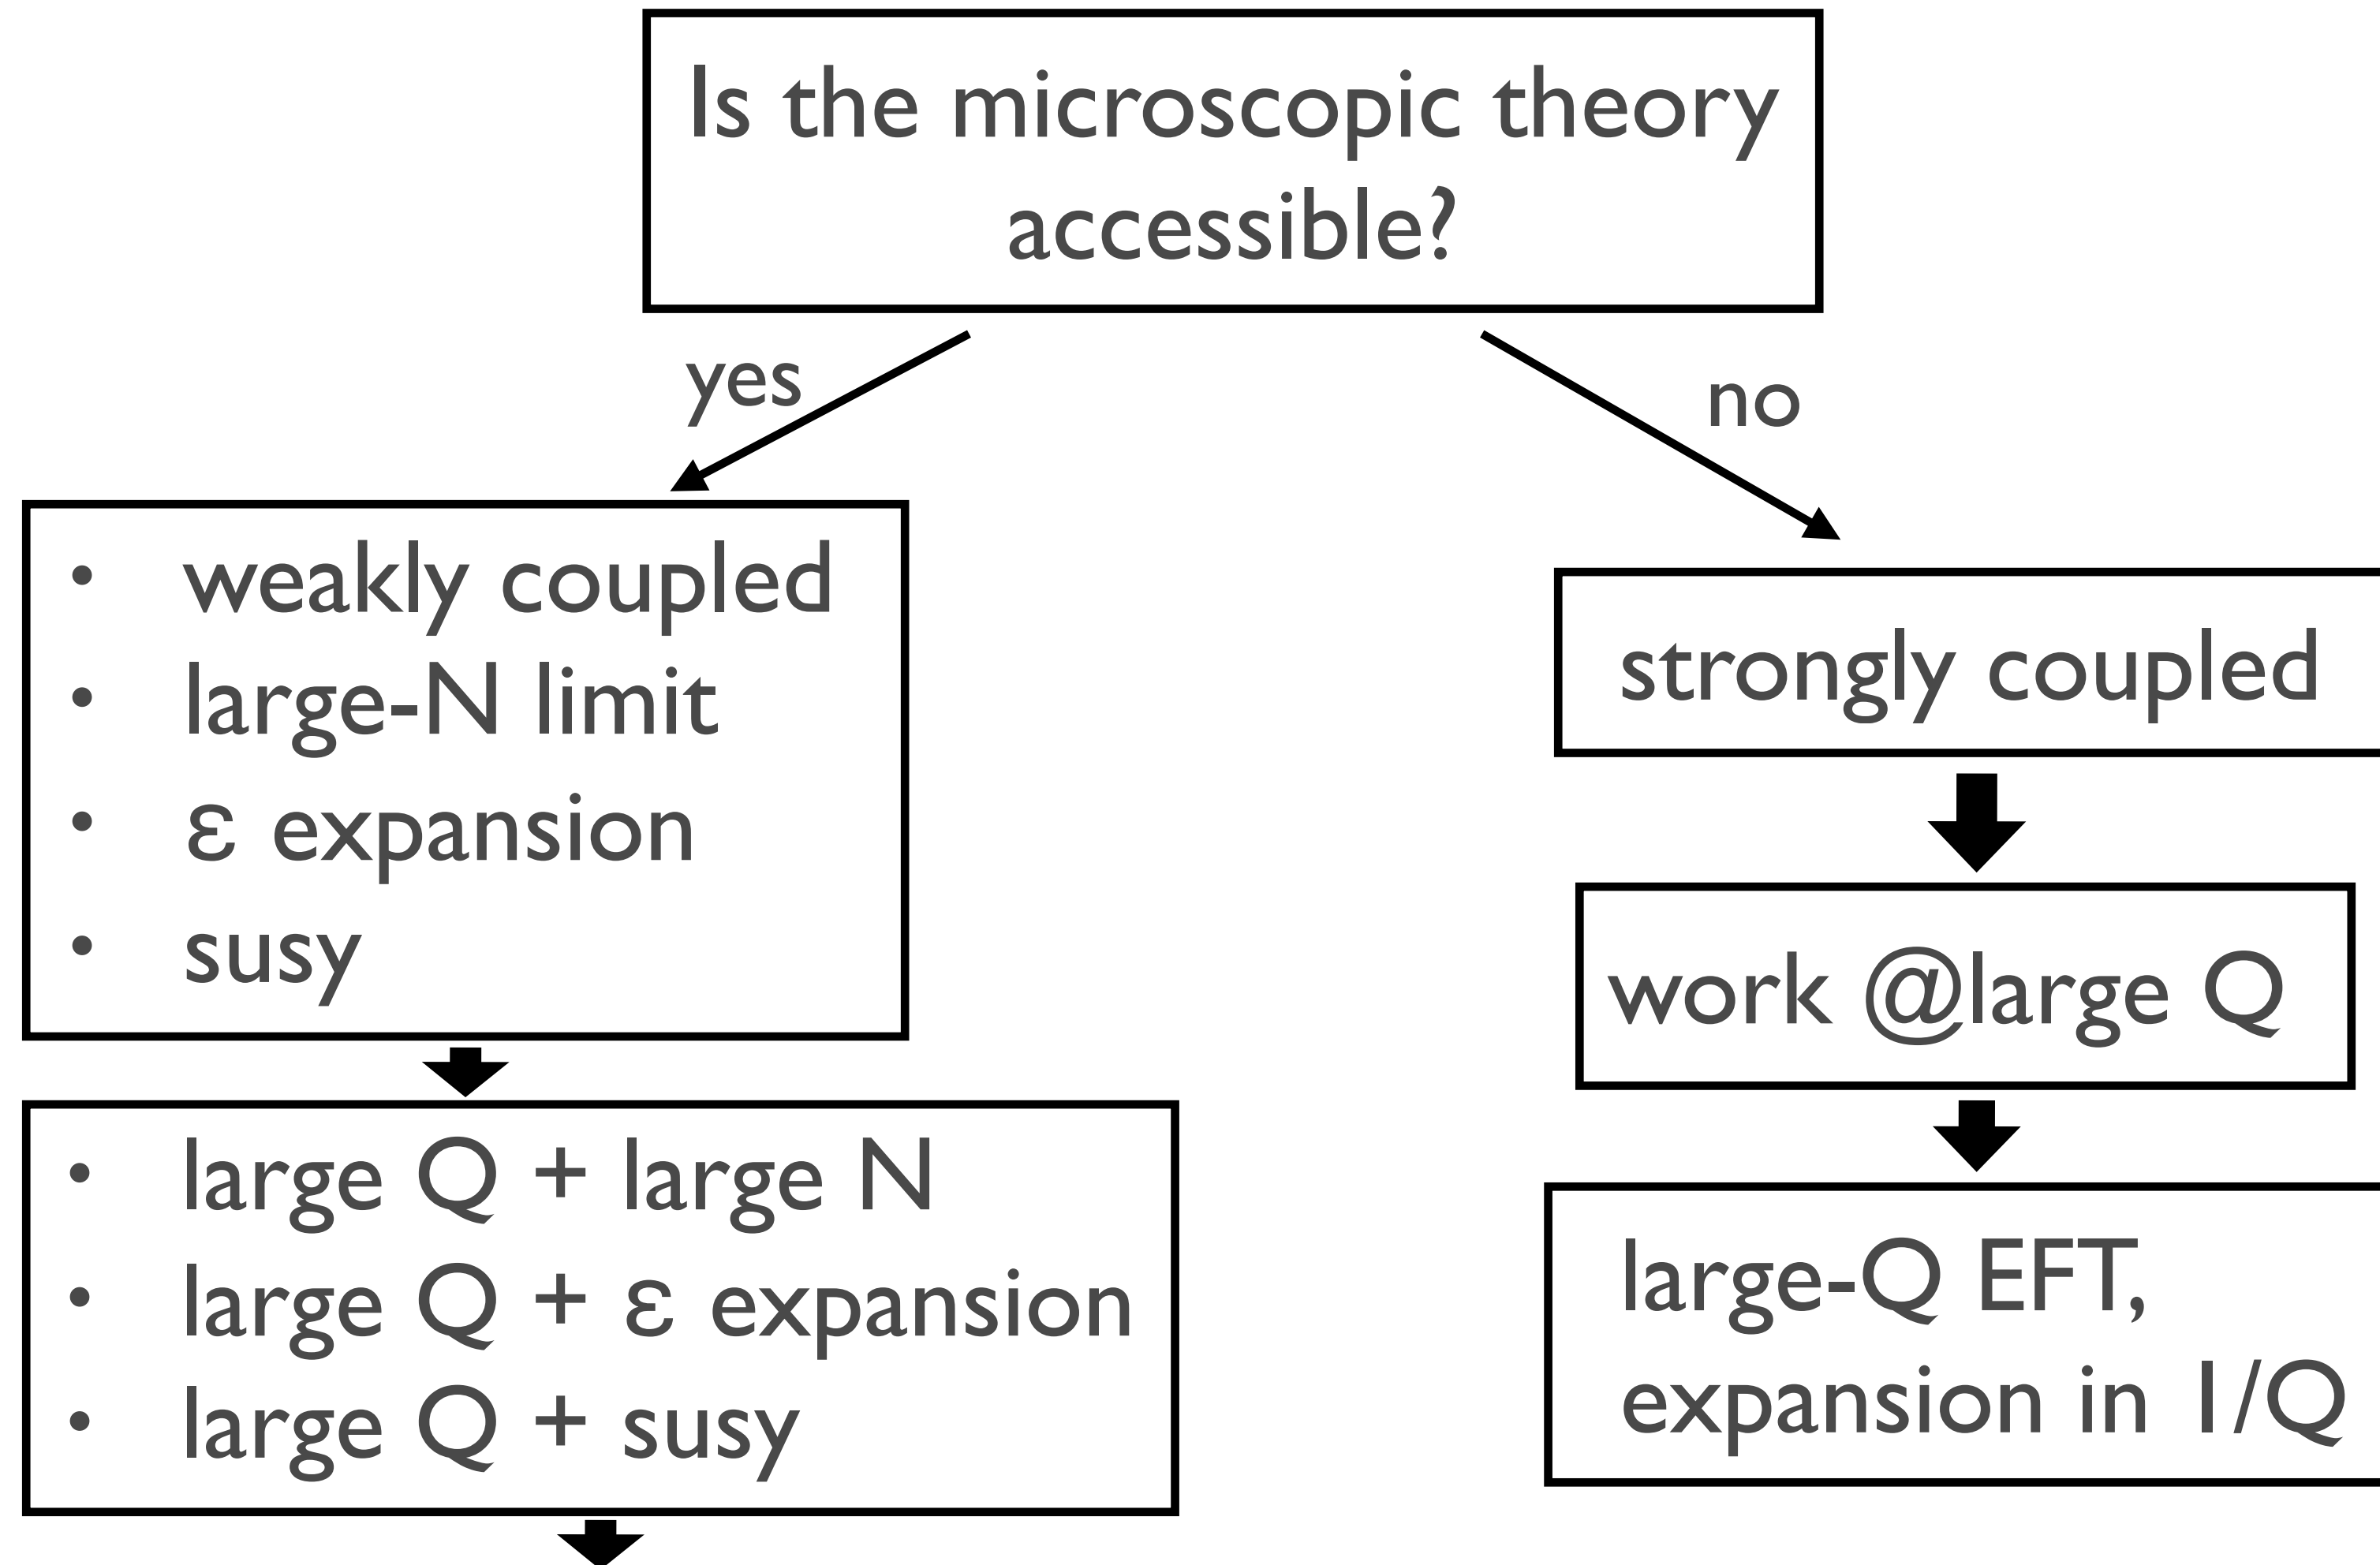 Is the microscopic theory
accessible?
yes
no
• weakly coupled
• large-N limit
• ε expansion
• susy
strongly coupled
work @large Q
• large Q + large N
• large Q + ε expansion
• large Q + susy
large-Q EFT,
expansion in 1/Q